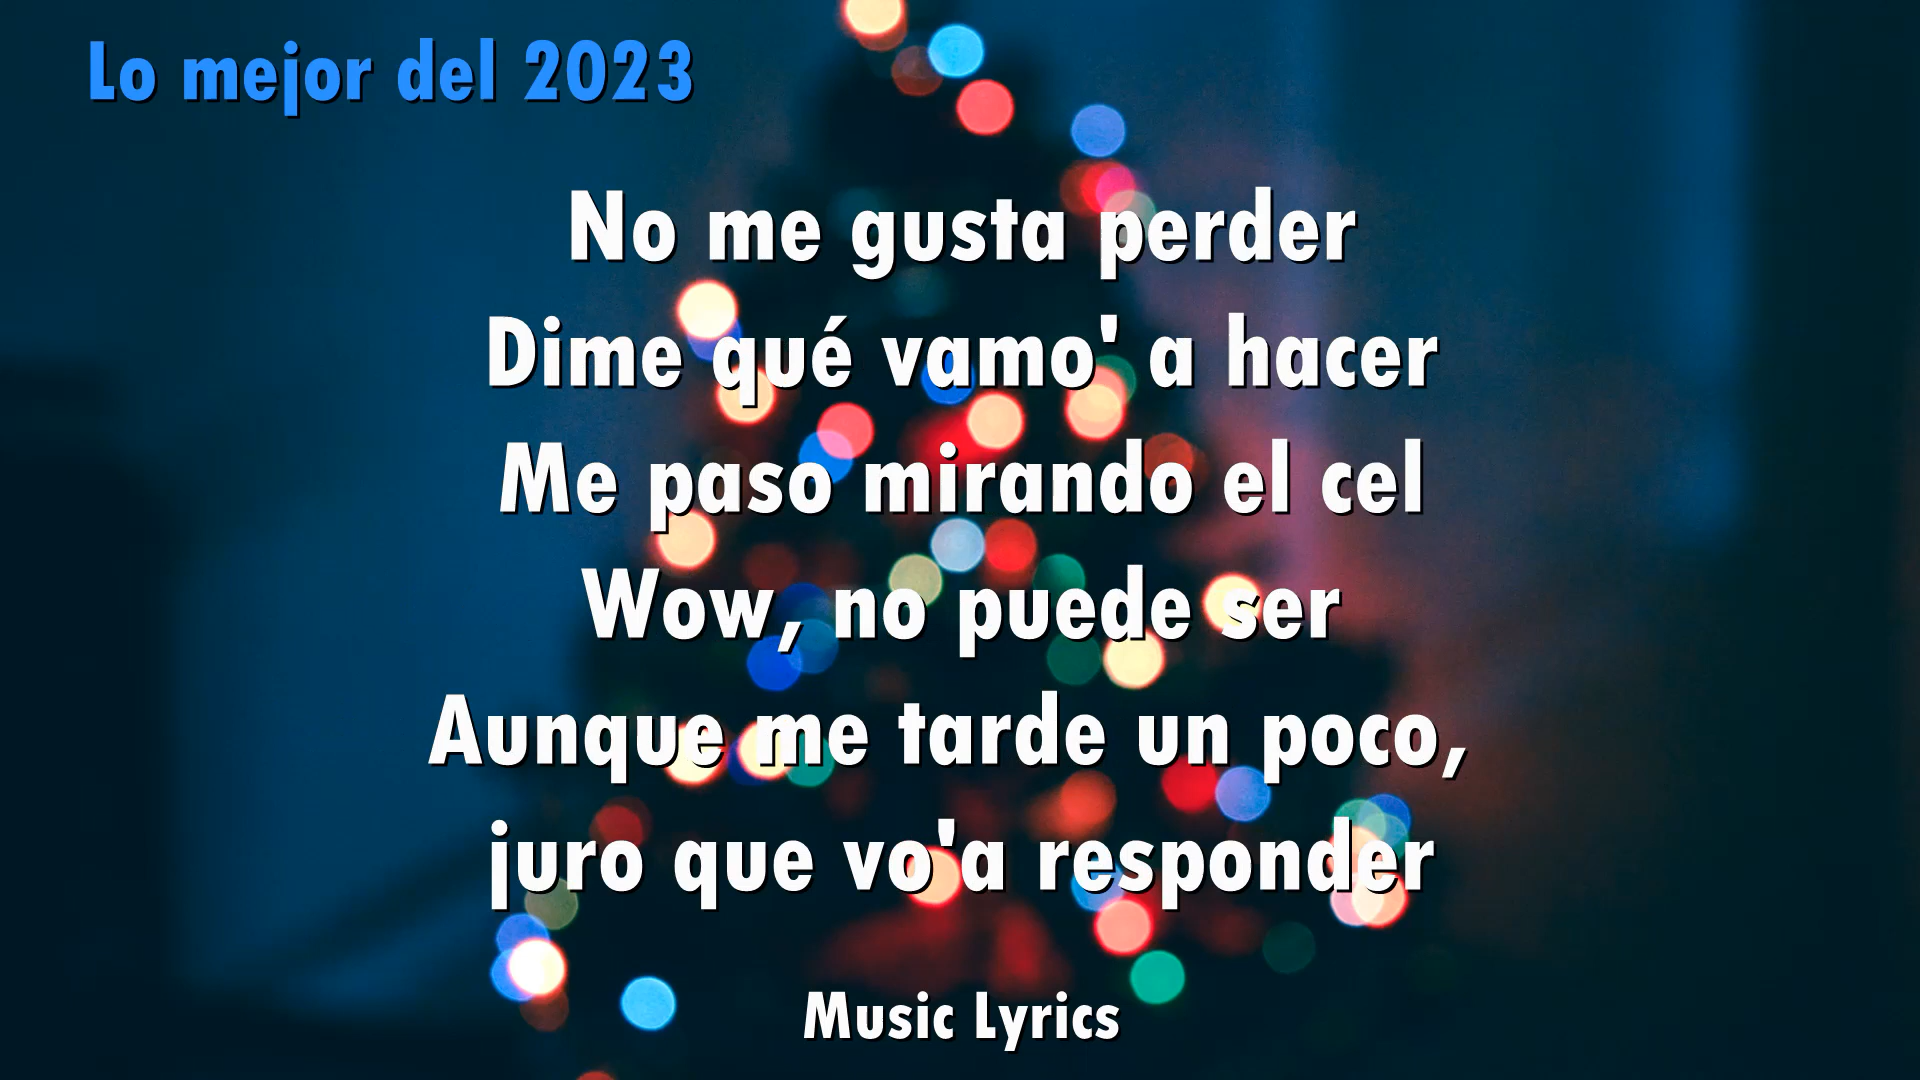 Lo mejor del 2023
No me gusta perder
Dime qué vamo' a hacer
Me paso mirando el cel
Wow, no puede ser
Aunque me tarde un poco,
juro que vo'a responder
Music Lyrics